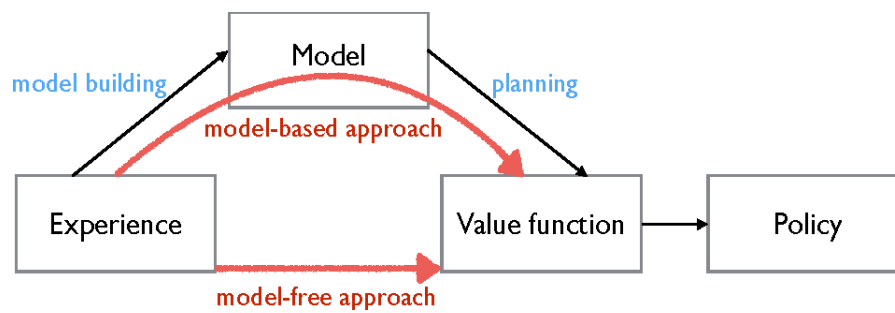 Model
model building
planning
model-based approach
Experience
Value function
Policy
model-free approach